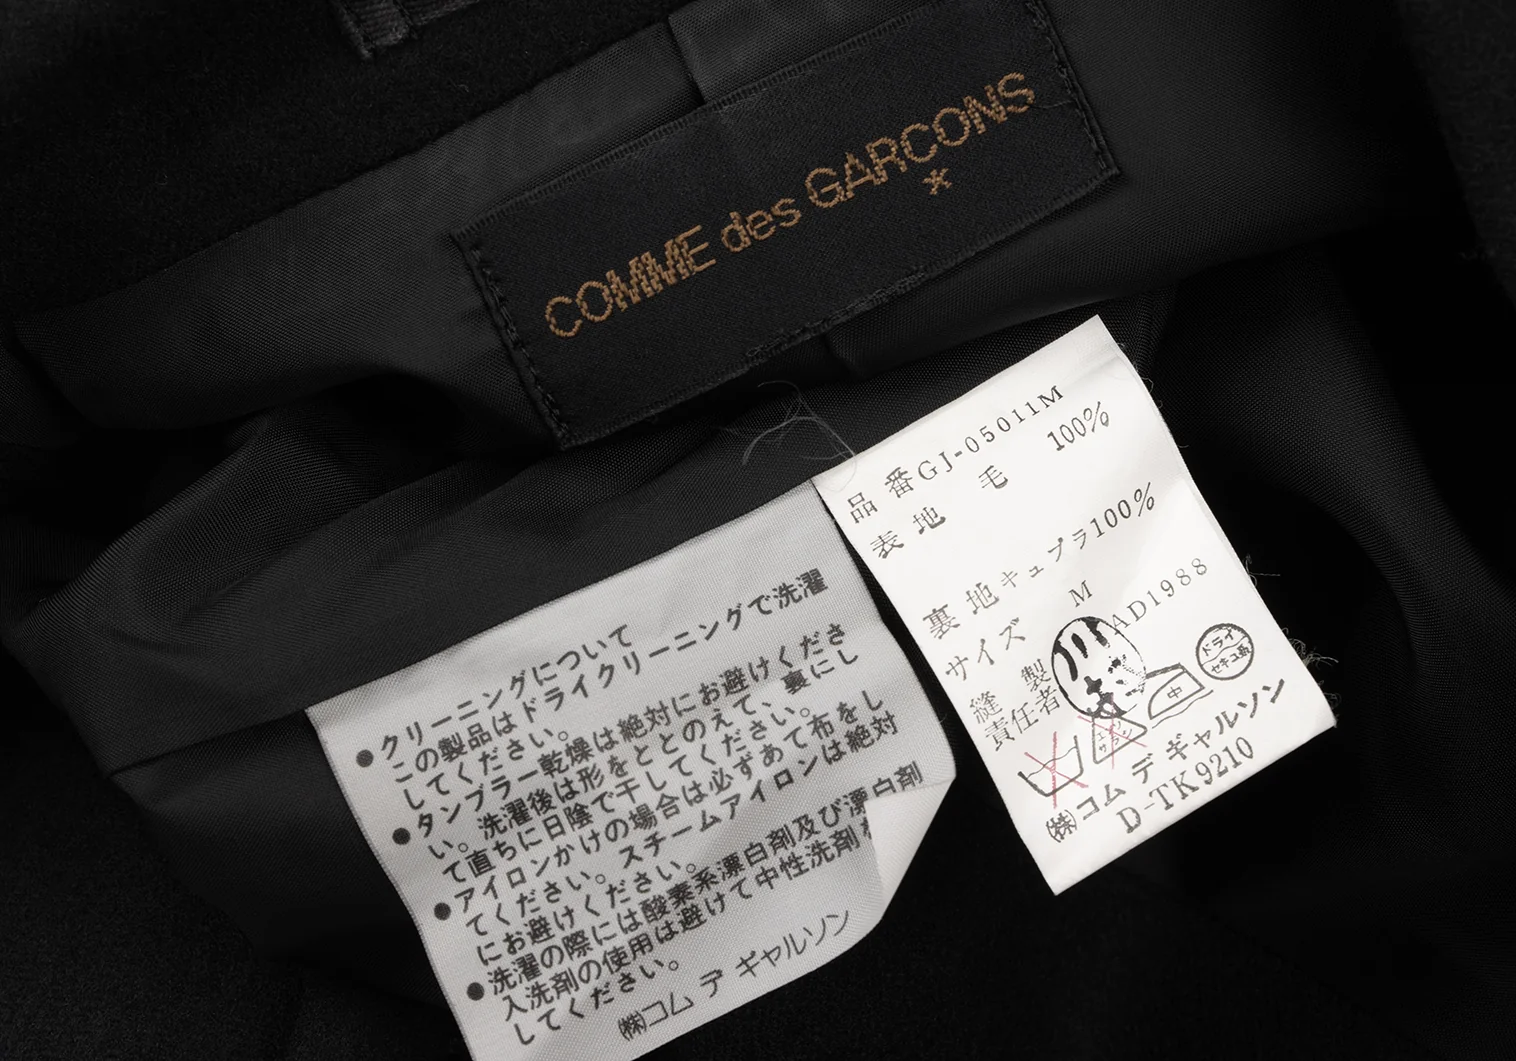 COMME des GARCONS
*
品番GJ-05011M
表地 毛 100%
裏地キュプラ100%
サイズ M
AD1988
縫製
責任者
ドライ
セキユ系
中
エンソ
サラシ
㈱コム デ ギャルソン
D-TK9210
●クリーニングについて
この製品はドライクリーニングで洗濯
してください。
●タンブラー乾燥は絶対にお避けくださ
い。洗濯後は形をととのえて、裏にし
て直ちに日陰で干してください。
●アイロンかけの場合は必ずあて布をし
てください。スチームアイロンは絶対
にお避けください。
●洗濯の際には酸素系漂白剤及び漂白剤
入洗剤の使用は避けて中性洗剤
してください。
㈱コム デ ギャルソン